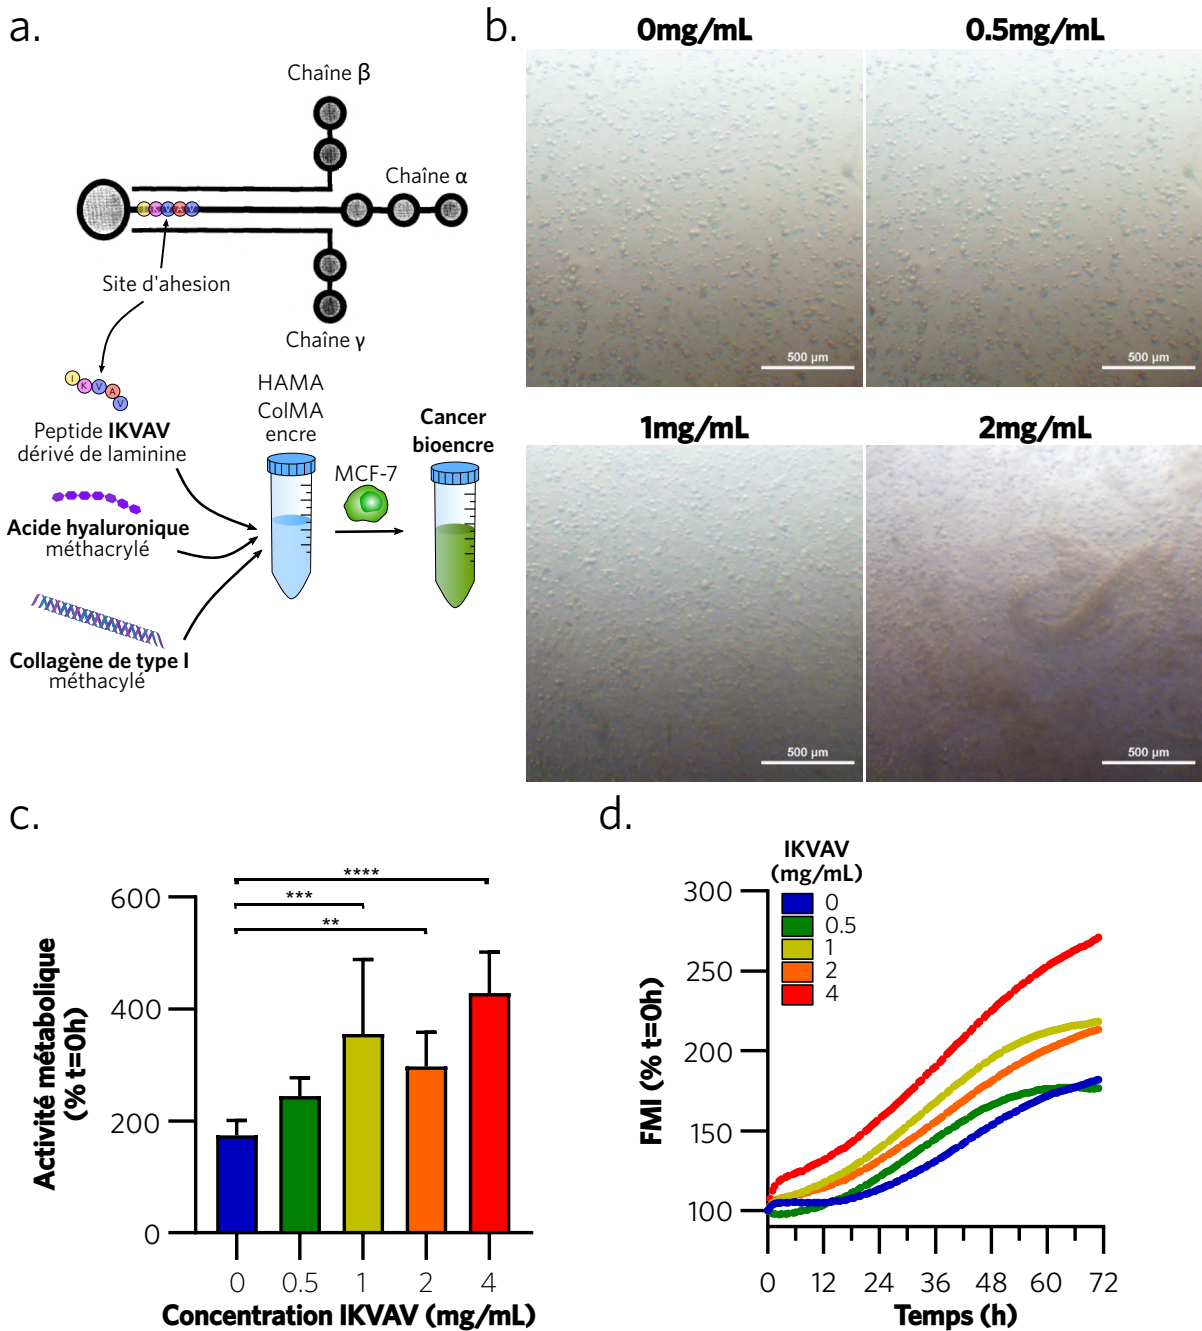 a.
Chaîne β
Chaîne α
I K V A V
Site d'ahesion
Chaîne γ
I K V A V
Peptide IKVAV
dérivé de laminine
Acide hyaluronique
méthacrylé
Collagène de type I
méthacylé
HAMA
ColMA
encre
MCF-7
Cancer
bioencre
b.
0mg/mL
0.5mg/mL
500 µm
500 µm
1mg/mL
2mg/mL
500 µm
500 µm
c.
Activité métabolique
(% t=0h)
600
400
200
0
****
***
**
0
0.5
1
2
4
Concentration IKVAV (mg/mL)
d.
IKVAV
(mg/mL)
0
0.5
1
2
4
FMI (% t=0h)
300
250
200
150
100
0
12
24
36
48
60
72
Temps (h)